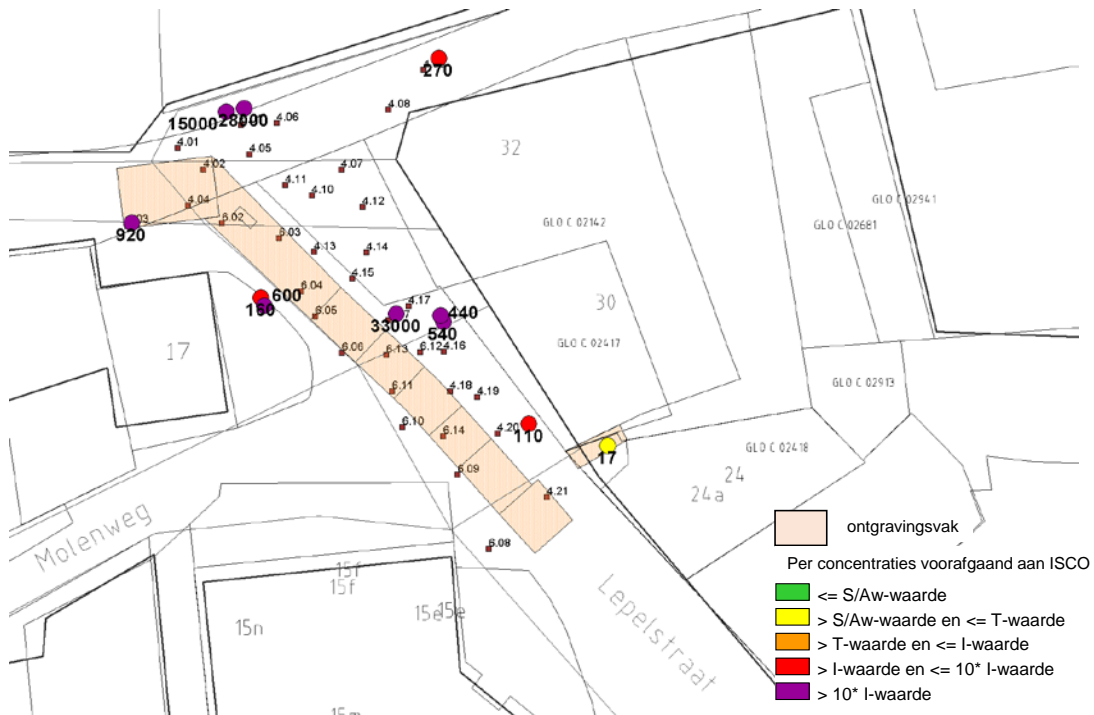 270
4.08
15000
28000
4.06
4.01
4.05
4.02
4.07
32
4.11
4.10
4.04
4.12
GLO C 02941
03
6.02
GLO C 02142
GLO C 02681
920
6.03
4.13
4.14
4.15
6.04
600
160
4.17
440
30
6.05
33000
540
GLO C 02417
17
6.06
6.13
6.12
4.16
6.11
4.18
4.19
GLO C 02913
6.10
6.14
4.20
110
17
GLO C 02418
24
24a
6.09
4.21
Molenweg
6.08
15f
15f
15e
15e
15n
Lepelstraat
15m
ontgravingsvak
Per concentraties voorafgaand aan ISCO
<= S/Aw-waarde
> S/Aw-waarde en <= T-waarde
> T-waarde en <= I-waarde
> I-waarde en <= 10* I-waarde
> 10* I-waarde